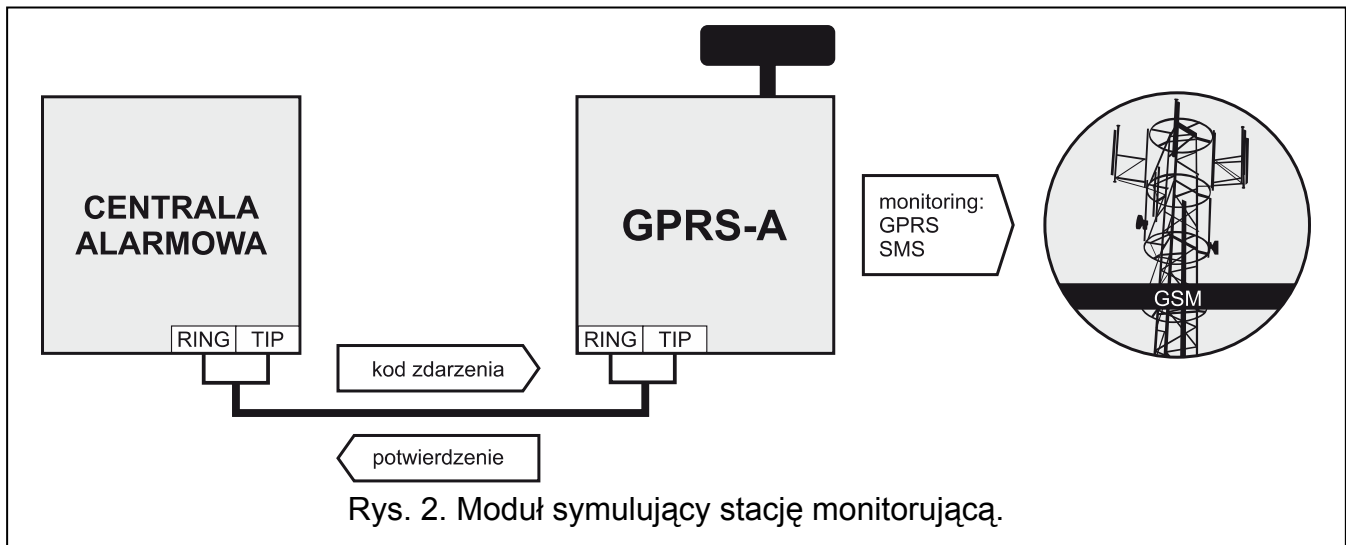 CENTRALA
ALARMOWA
RING TIP
GPRS-A
RING TIP
monitoring:
GPRS
SMS
GSM
kod zdarzenia
potwierdzenie
Rys. 2. Moduł symulujący stację monitorującą.